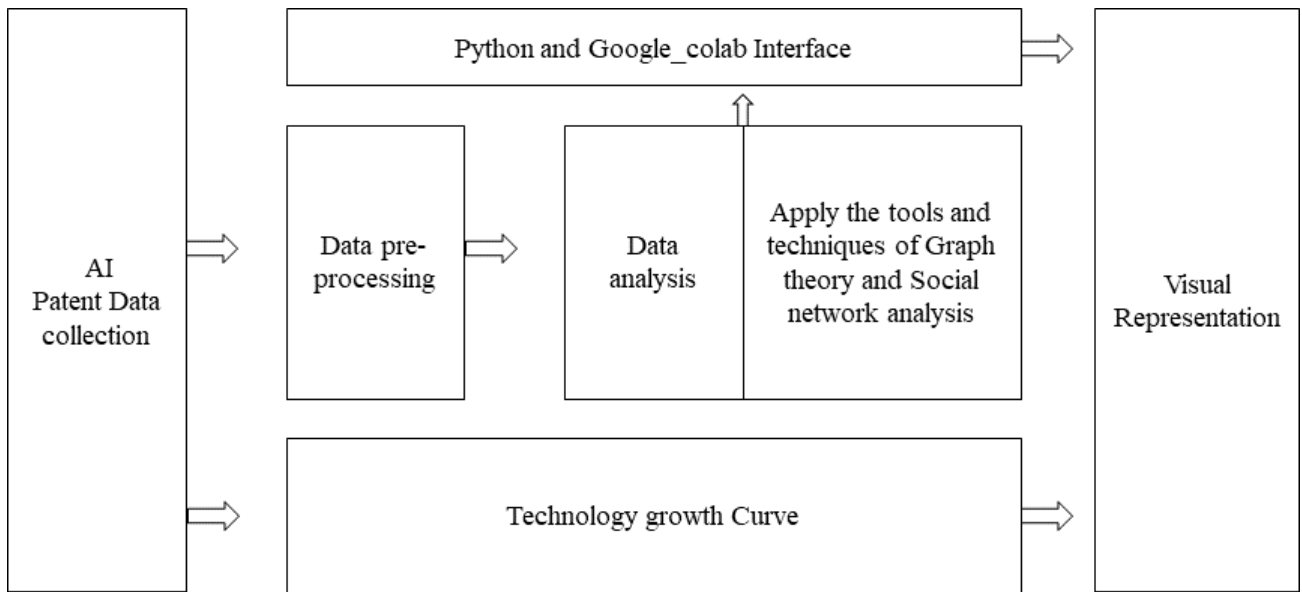 Python and Google_colab Interface
AI
Patent Data
collection
Data pre-
processing
Data
analysis
Apply the tools and
techniques of Graph
theory and Social
network analysis
Visual
Representation
Technology growth Curve